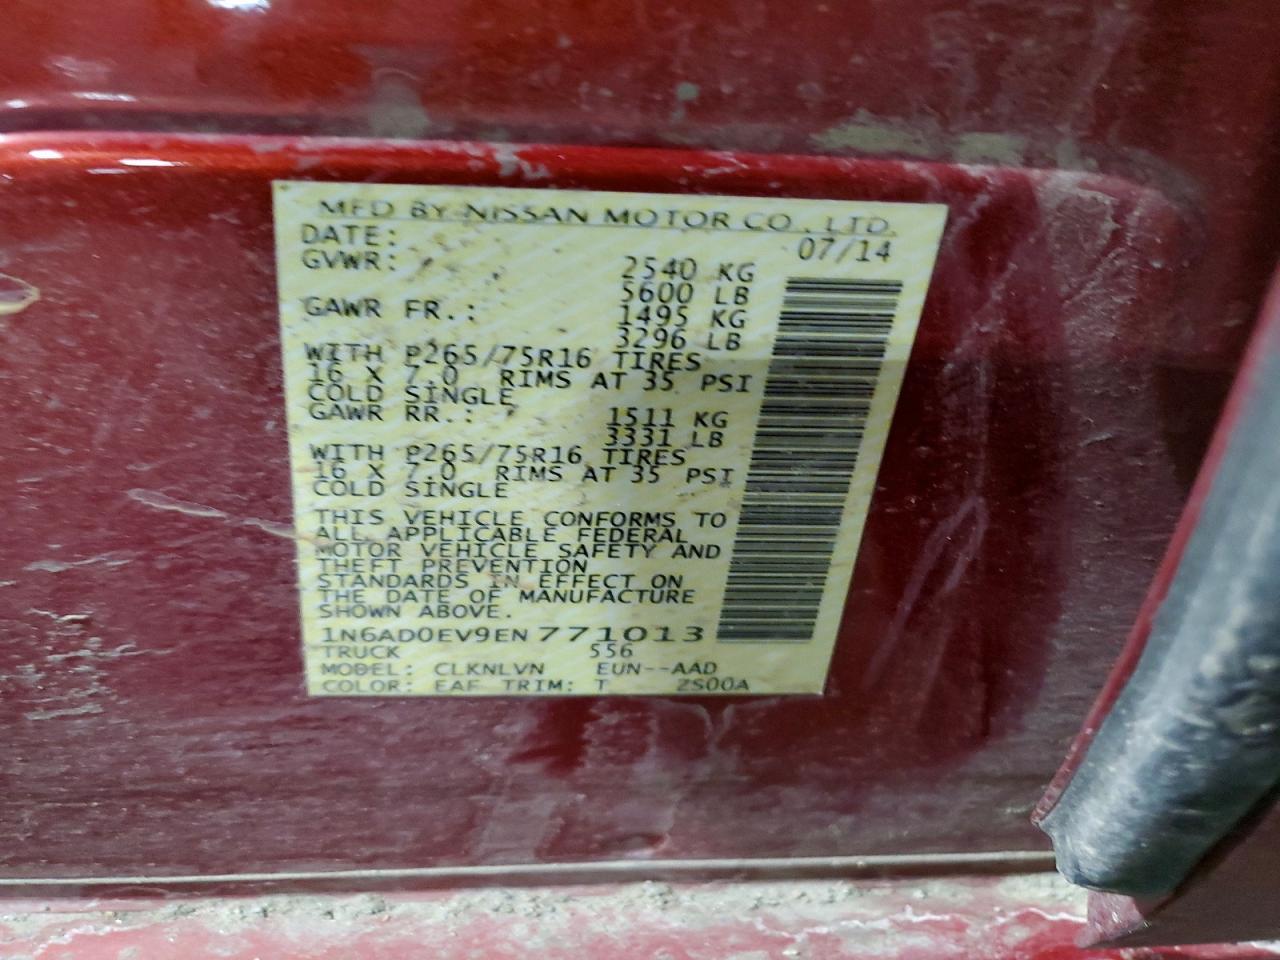 MFD BY NISSAN MOTOR CO., LTD.
DATE: 07/14
GVWR: 2540 KG
5600 LB
GAWR FR.: 1495 KG
3296 LB
WITH P265/75R16 TIRES
16 X 7.0 RIMS AT 35 PSI
COLD SINGLE
GAWR RR.: 1511 KG
3331 LB
WITH P265/75R16 TIRES
16 X 7.0 RIMS AT 35 PSI
COLD SINGLE
THIS VEHICLE CONFORMS TO
ALL APPLICABLE FEDERAL
MOTOR VEHICLE SAFETY AND
THEFT PREVENTION
STANDARDS IN EFFECT ON
THE DATE OF MANUFACTURE
SHOWN ABOVE.
1N6AD0EV9EN771013
TRUCK 556
MODEL: CLKNLVN EUN--AAD
COLOR: EAF TRIM: T ZS00A